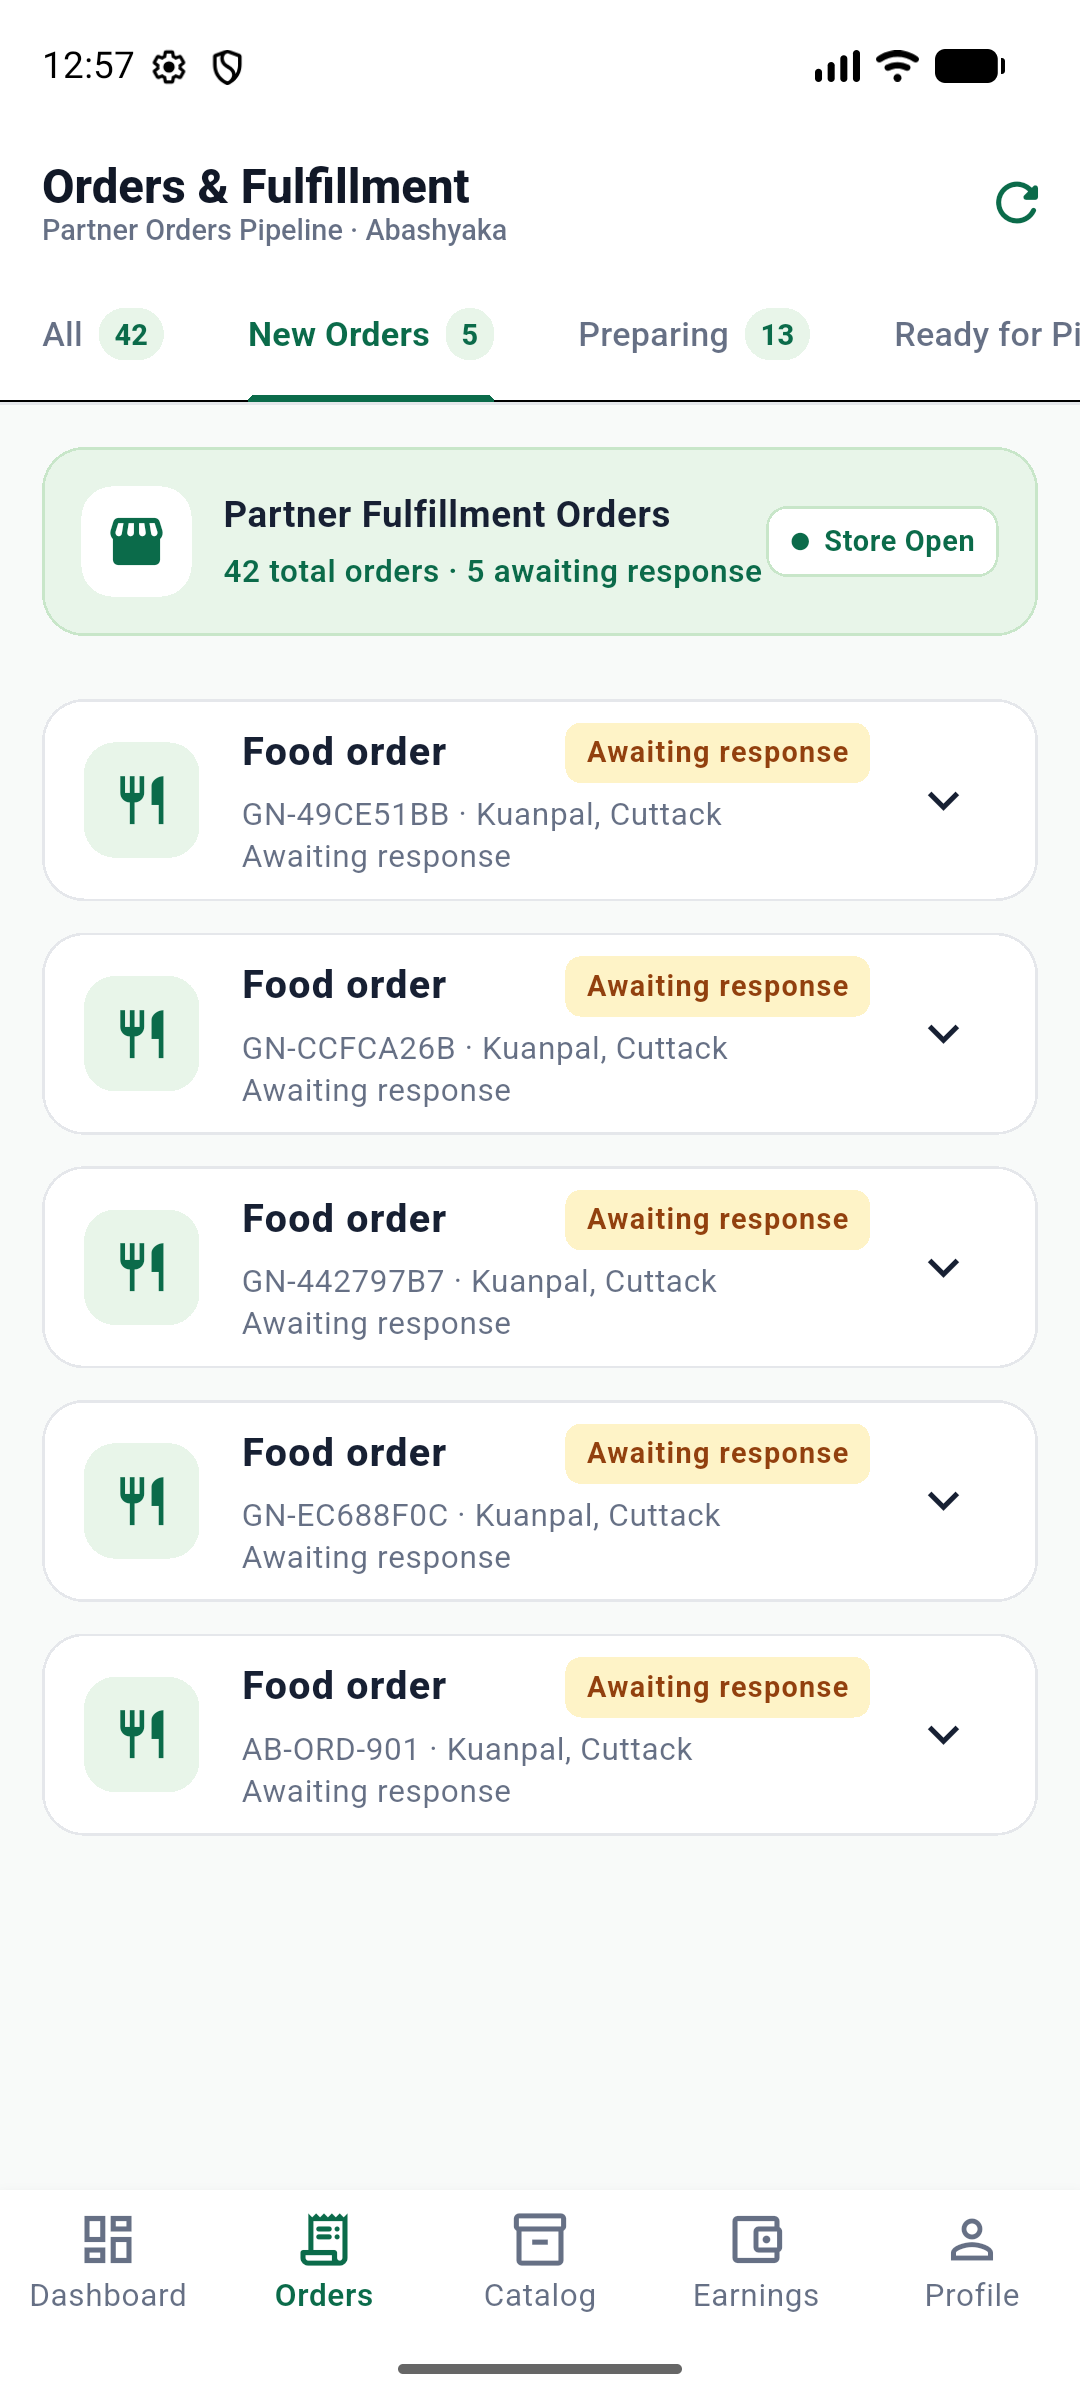 12:57
Orders & Fulfillment
Partner Orders Pipeline · Abashyaka
All 42 New Orders 5 Preparing 13 Ready for Pi
Partner Fulfillment Orders
42 total orders · 5 awaiting response
Store Open
Food order Awaiting response
GN-49CE51BB · Kuanpal, Cuttack
Awaiting response
Food order Awaiting response
GN-CCFCA26B · Kuanpal, Cuttack
Awaiting response
Food order Awaiting response
GN-442797B7 · Kuanpal, Cuttack
Awaiting response
Food order Awaiting response
GN-EC688F0C · Kuanpal, Cuttack
Awaiting response
Food order Awaiting response
AB-ORD-901 · Kuanpal, Cuttack
Awaiting response
Dashboard Orders Catalog Earnings Profile